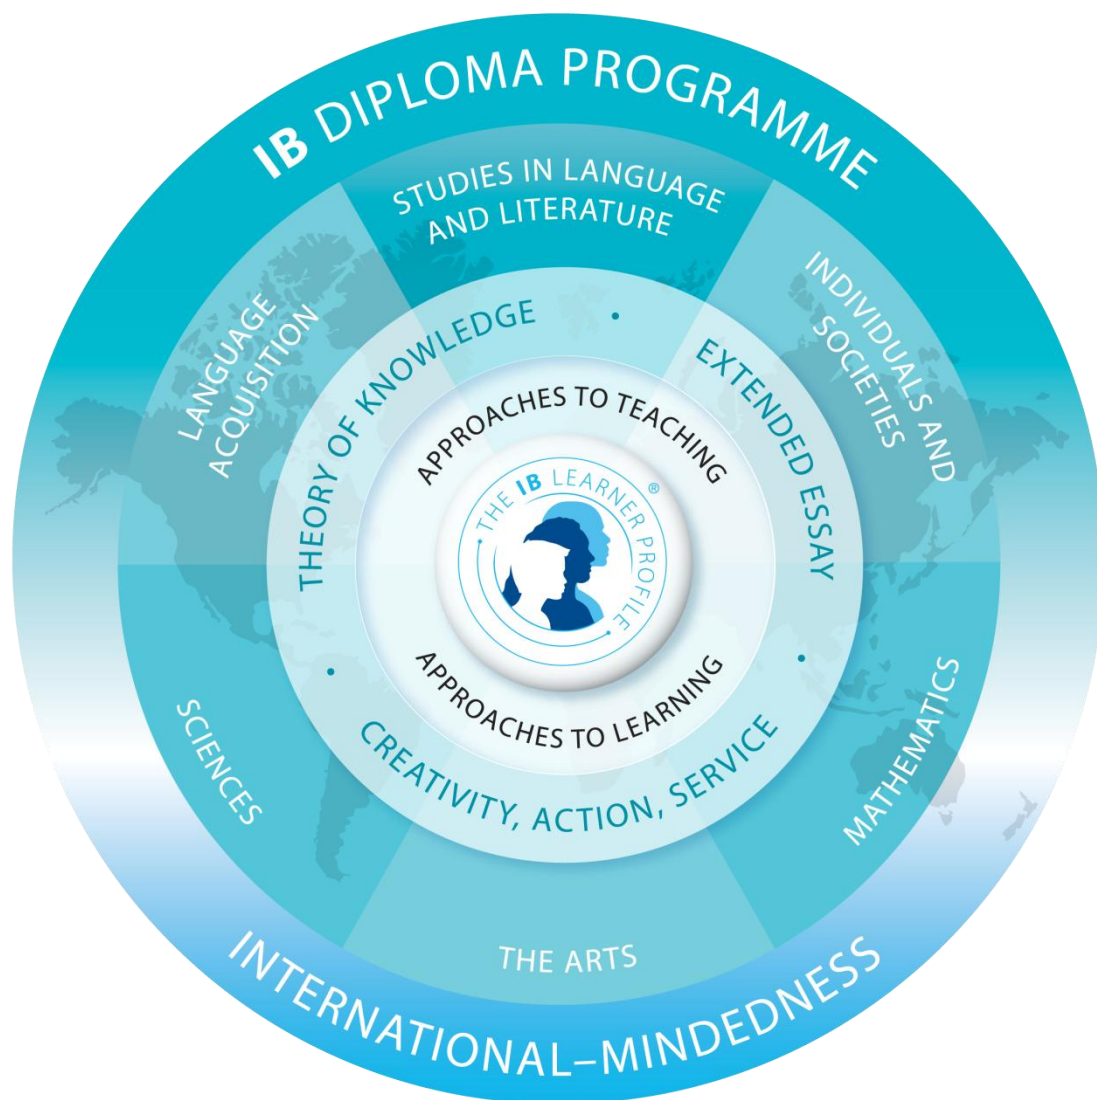 IB DIPLOMA PROGRAMME
STUDIES IN LANGUAGE
AND LITERATURE
LANGUAGE
ACQUISITION
INDIVIDUALS AND
SOCIETIES
THEORY OF KNOWLEDGE
·
EXTENDED ESSAY
APPROACHES TO TEACHING
THE IB LEARNER PROFILE
®
APPROACHES TO LEARNING
·
CREATIVITY, ACTION, SERVICE
·
SCIENCES
MATHEMATICS
THE ARTS
INTERNATIONAL–MINDEDNESS